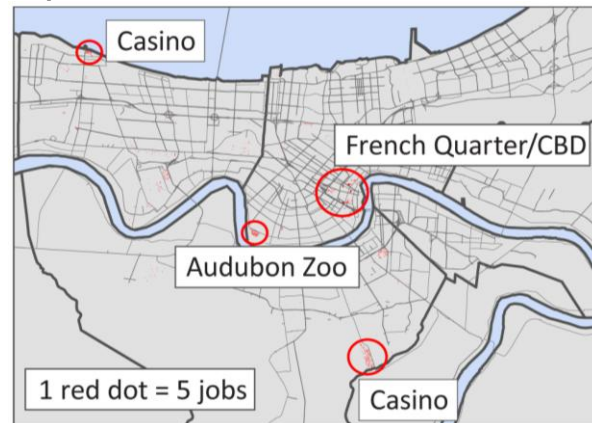 Casino
French Quarter/CBD
Audubon Zoo
1 red dot = 5 jobs
Casino